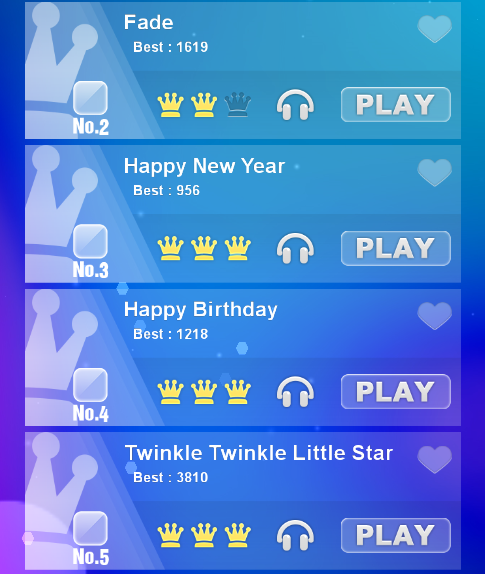 Fade
Best : 1619
No.2
PLAY
Happy New Year
Best : 956
No.3
PLAY
Happy Birthday
Best : 1218
No.4
PLAY
Twinkle Twinkle Little Star
Best : 3810
No.5
PLAY